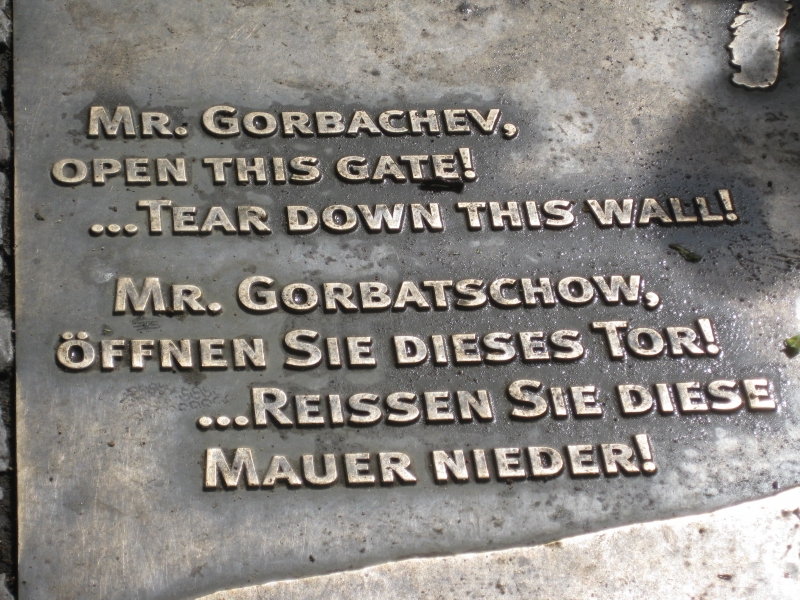 MR. GORBACHEV,
OPEN THIS GATE!
...TEAR DOWN THIS WALL!
MR. GORBATSCHOW,
ÖFFNEN SIE DIESES TOR!
...REISSEN SIE DIESE
MAUER NIEDER!